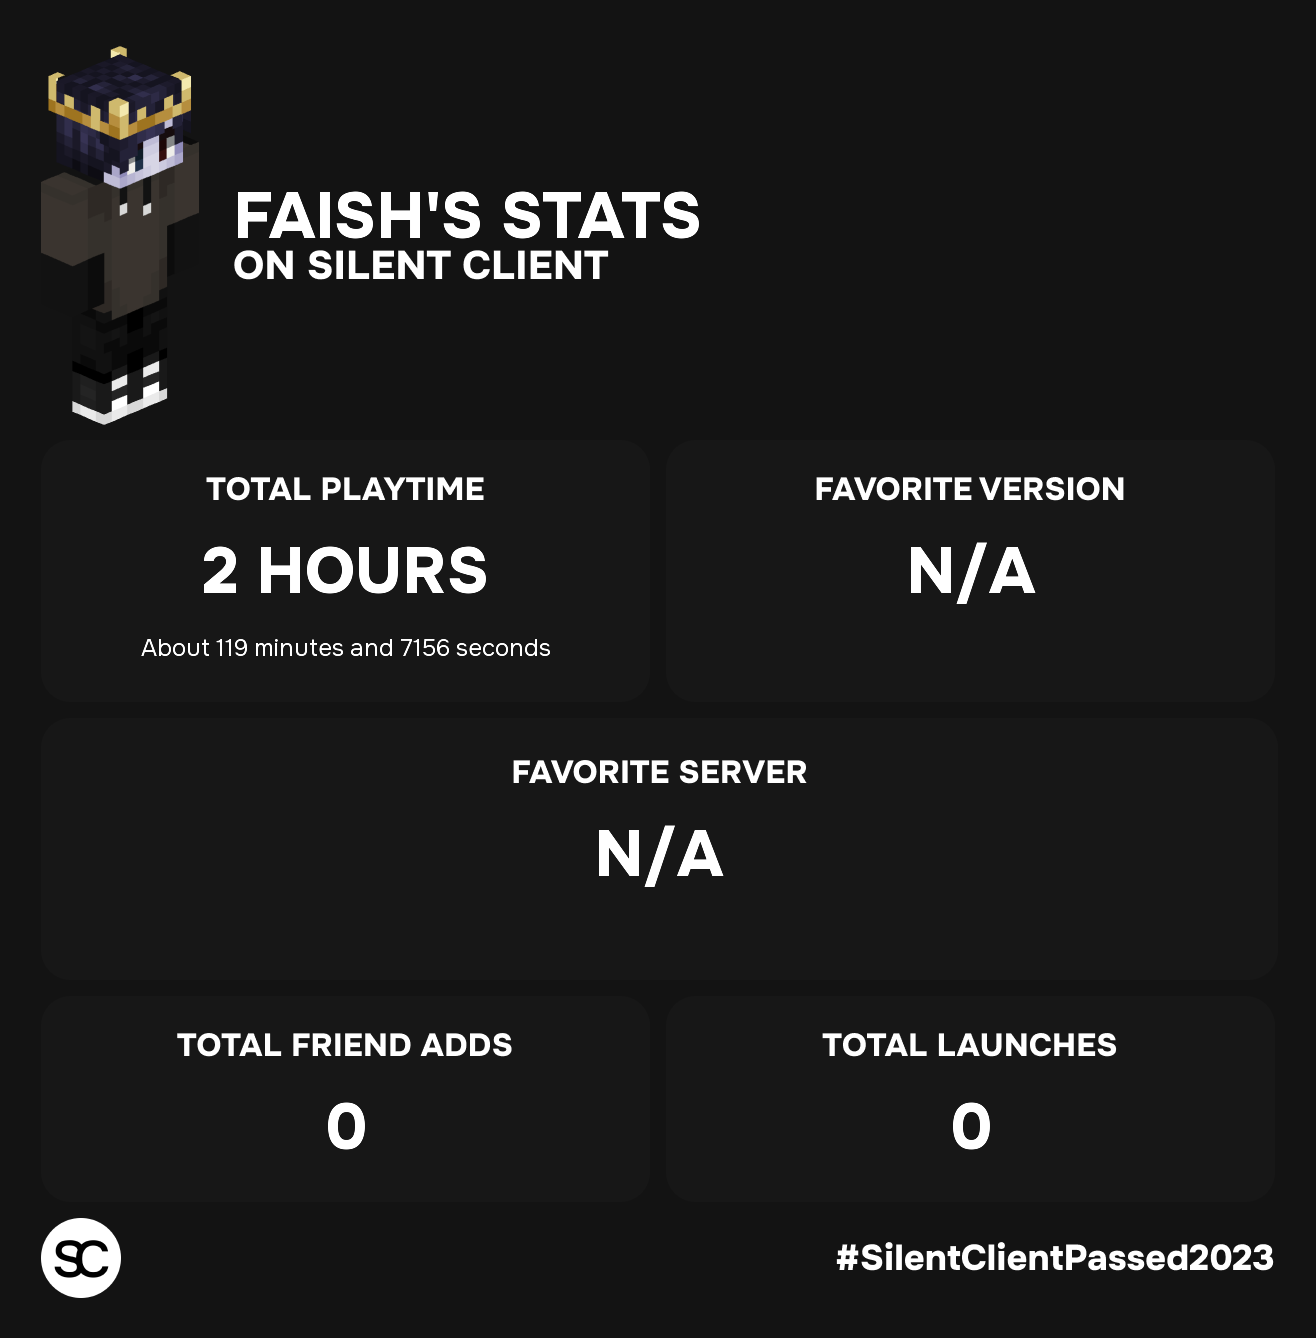 FAISH'S STATS
ON SILENT CLIENT
TOTAL PLAYTIME
2 HOURS
About 119 minutes and 7156 seconds
FAVORITE VERSION
N/A
FAVORITE SERVER
N/A
TOTAL FRIEND ADDS
0
TOTAL LAUNCHES
0
SC
#SilentClientPassed2023